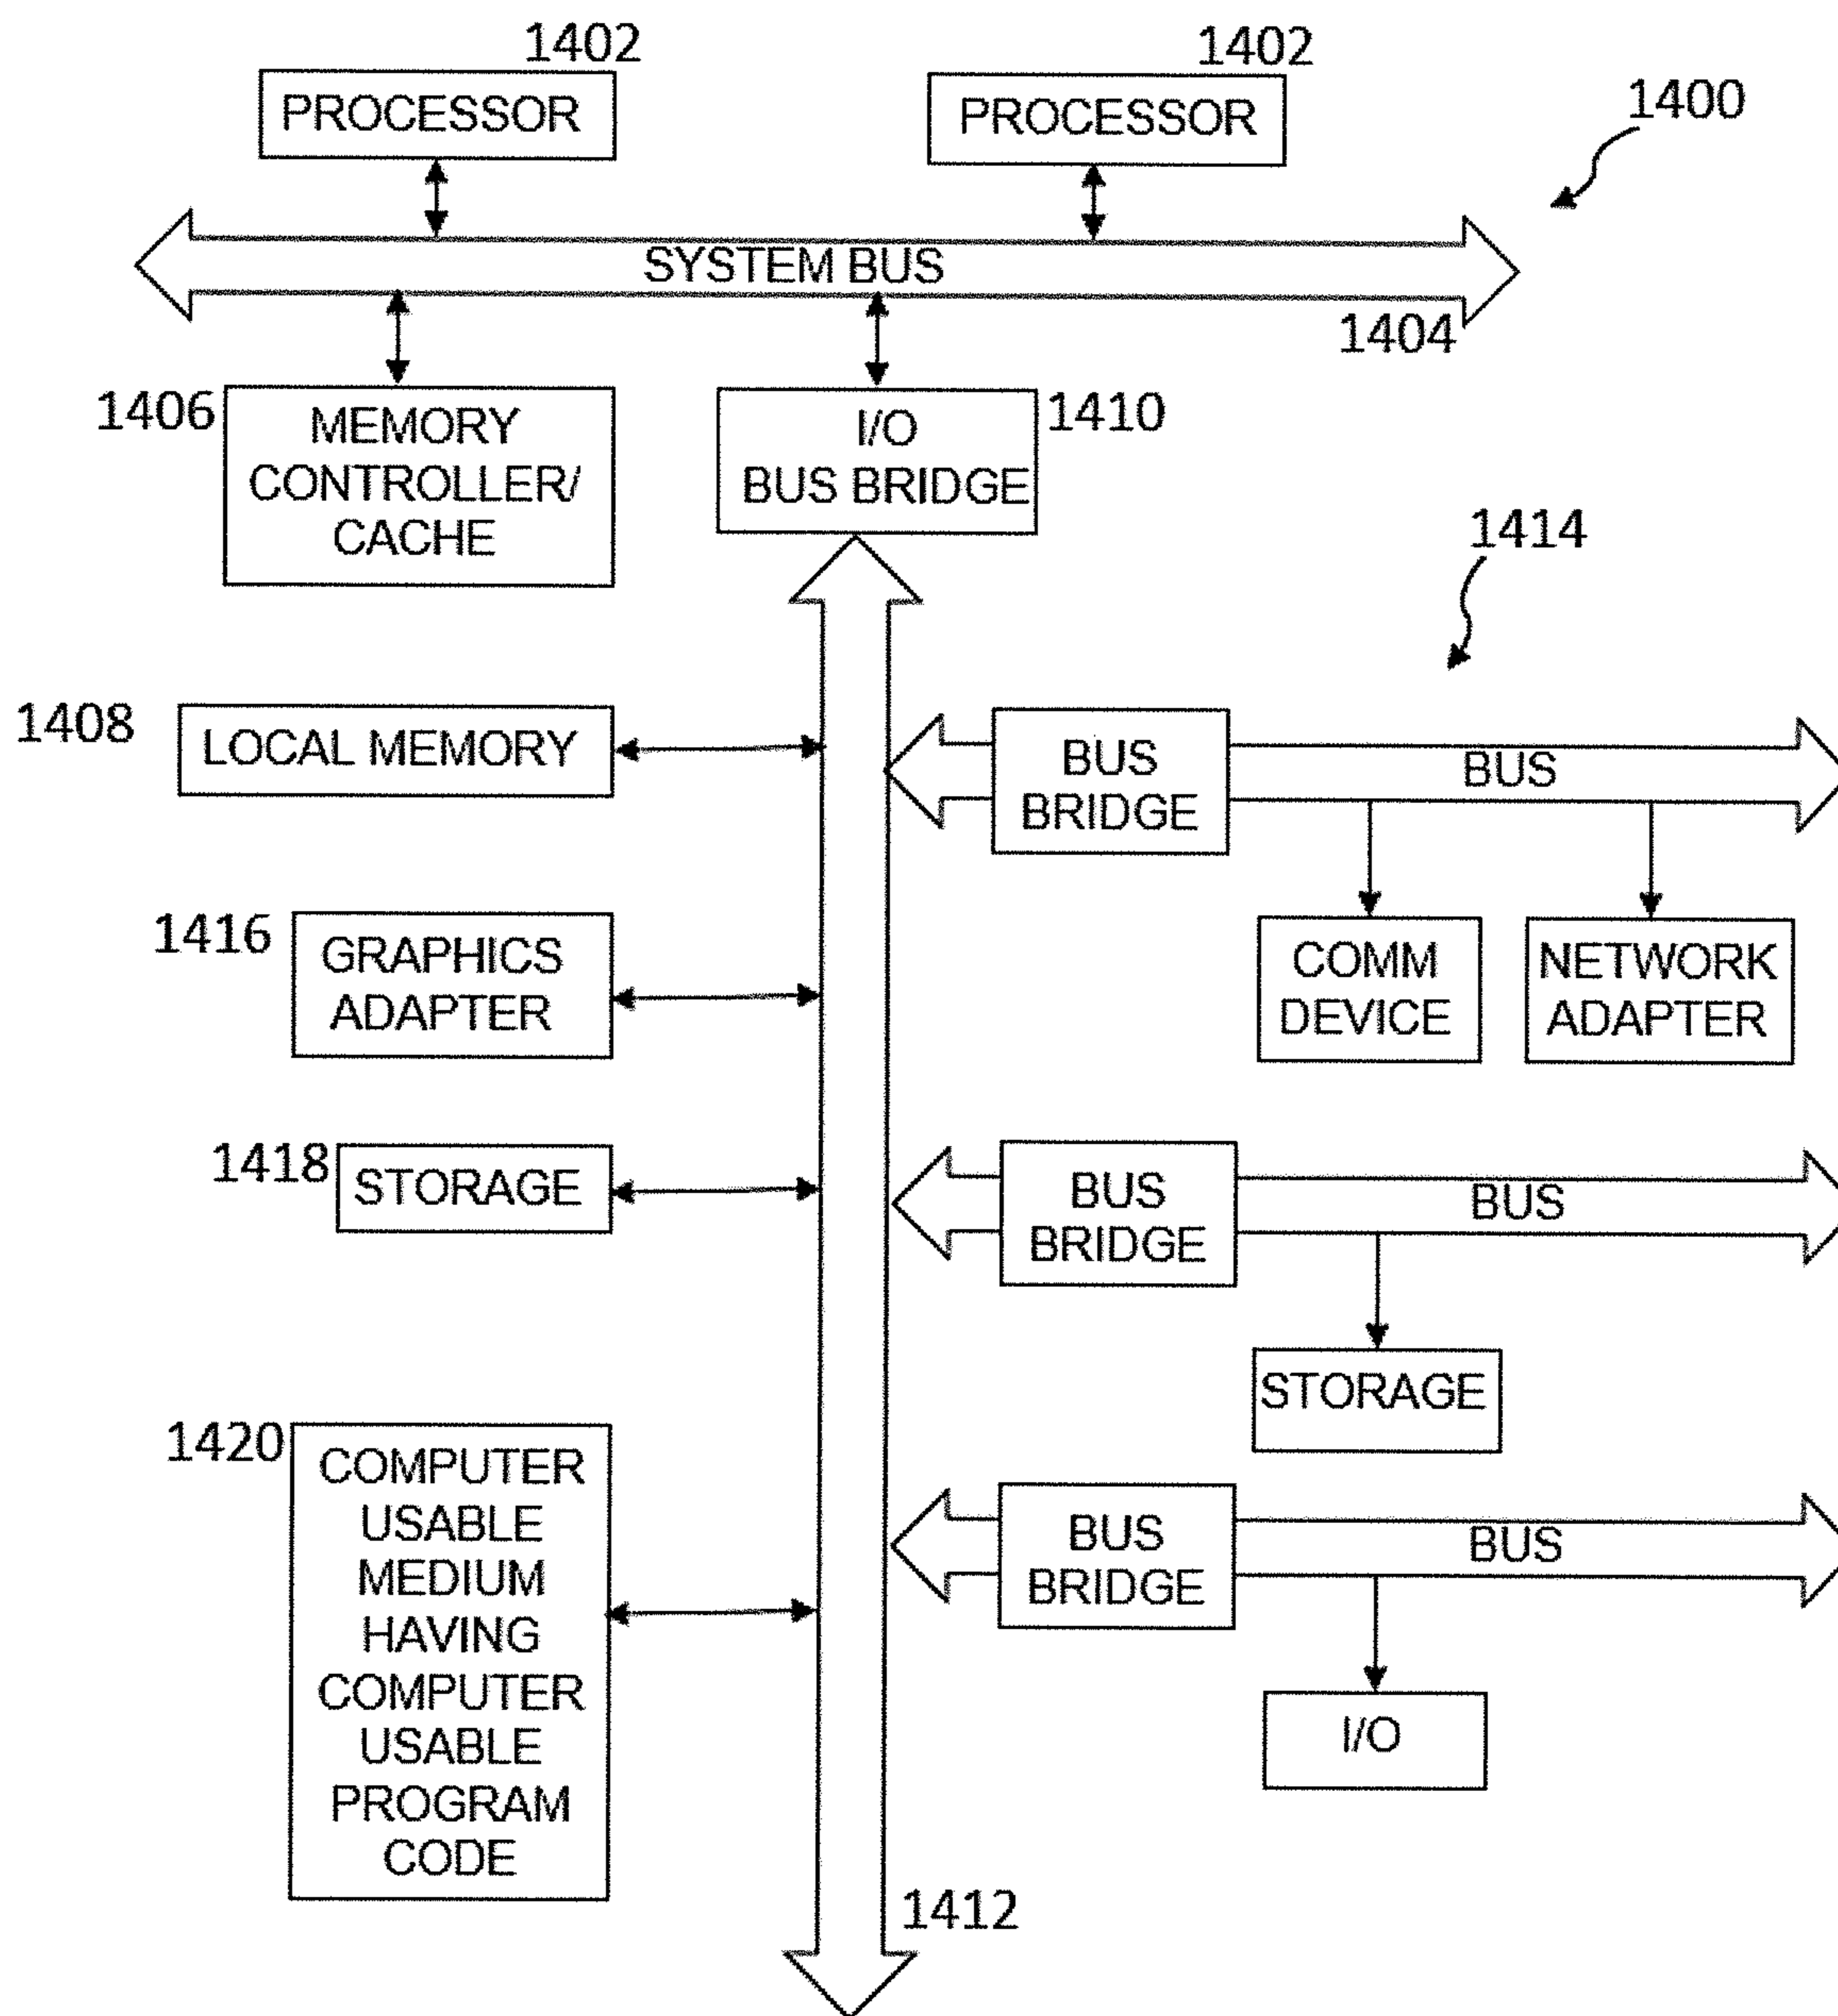 1402
1402
PROCESSOR
PROCESSOR
1400
SYSTEM BUS
1404
1406
MEMORY
CONTROLLER/
CACHE
I/O
BUS BRIDGE
1410
1414
1408
LOCAL MEMORY
BUS
BRIDGE
BUS
1416
GRAPHICS
ADAPTER
COMM
DEVICE
NETWORK
ADAPTER
1418
STORAGE
BUS
BRIDGE
BUS
STORAGE
1420
COMPUTER
USABLE
MEDIUM
HAVING
COMPUTER
USABLE
PROGRAM
CODE
BUS
BRIDGE
BUS
I/O
1412